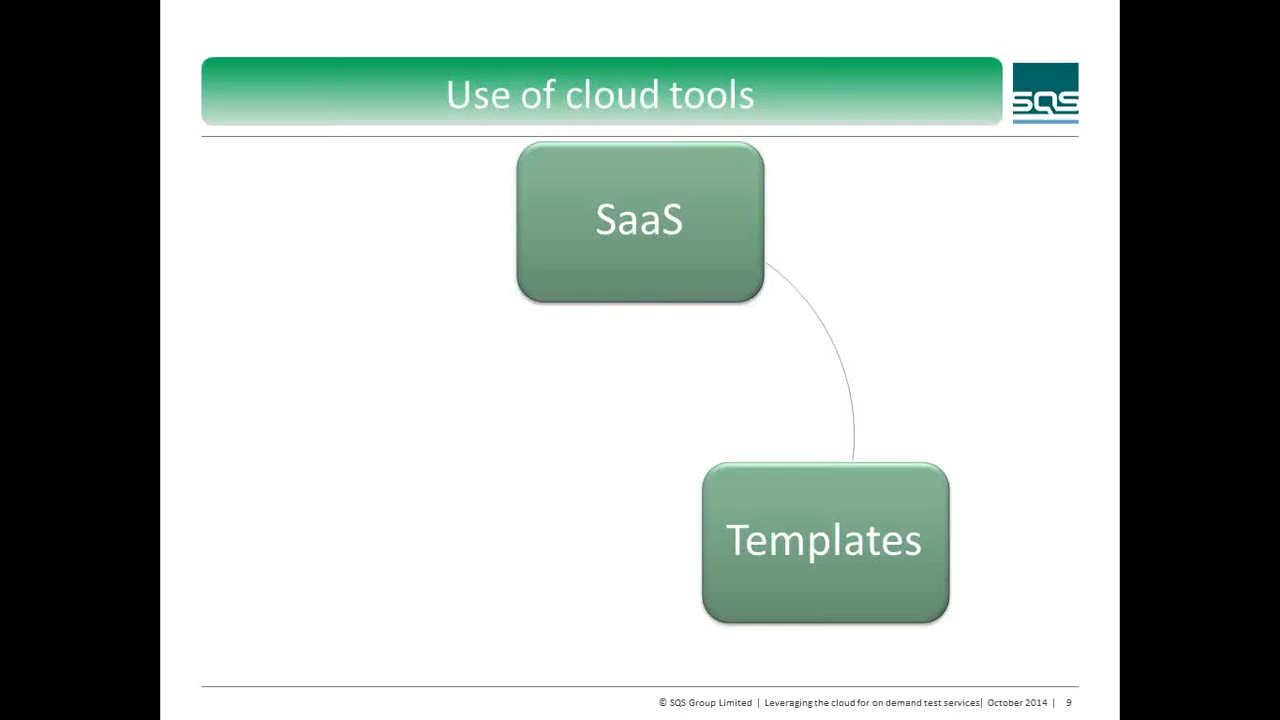 Use of cloud tools
SQS
SaaS
Templates
© SQS Group Limited | Leveraging the cloud for on demand test services| October 2014 | 9